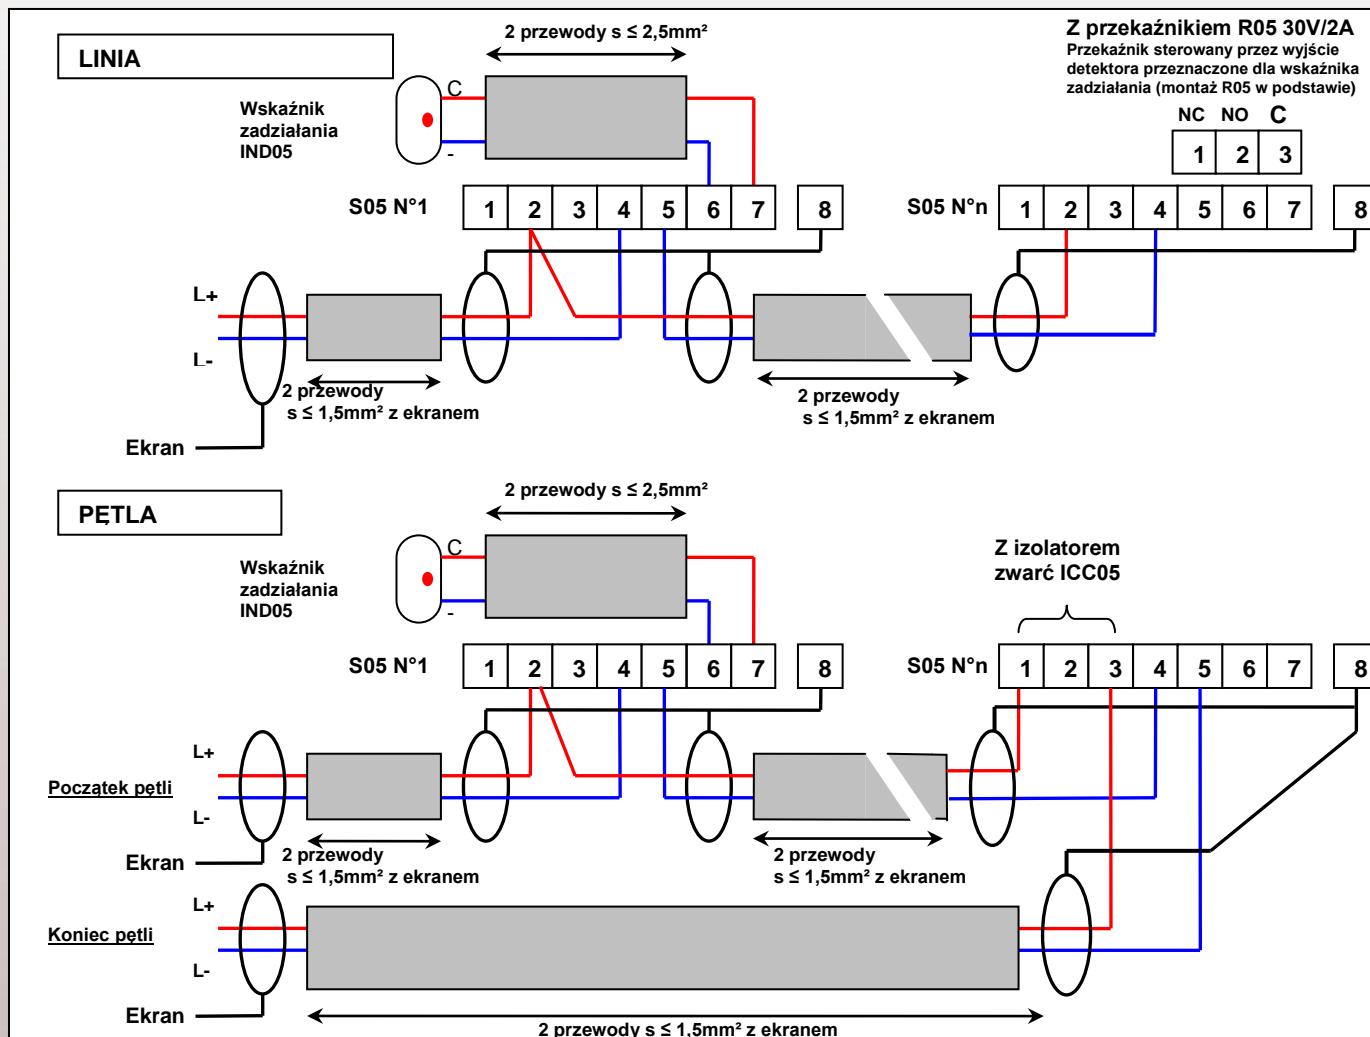 LINIA
2 przewody s ≤ 2,5mm²
Z przekaźnikiem R05 30V/2A
Przekaźnik sterowany przez wyjście
detektora przeznaczone dla wskaźnika
zadziałania (montaż R05 w podstawie)
NC NO C
1 2 3
Wskaźnik
zadziałania
IND05
C
-
S05 N°1
1 2 3 4 5 6 7 8
S05 N°n
1 2 3 4 5 6 7 8
L+
L-
2 przewody
s ≤ 1,5mm² z ekranem
2 przewody
s ≤ 1,5mm² z ekranem
Ekran
PĘTLA
2 przewody s ≤ 2,5mm²
Wskaźnik
zadziałania
IND05
C
-
Z izolatorem
zwarć ICC05
S05 N°1
1 2 3 4 5 6 7 8
S05 N°n
1 2 3 4 5 6 7 8
L+
Początek pętli
L-
2 przewody
s ≤ 1,5mm² z ekranem
2 przewody
s ≤ 1,5mm² z ekranem
Ekran
L+
Koniec pętli
L-
Ekran
2 przewody s ≤ 1,5mm² z ekranem